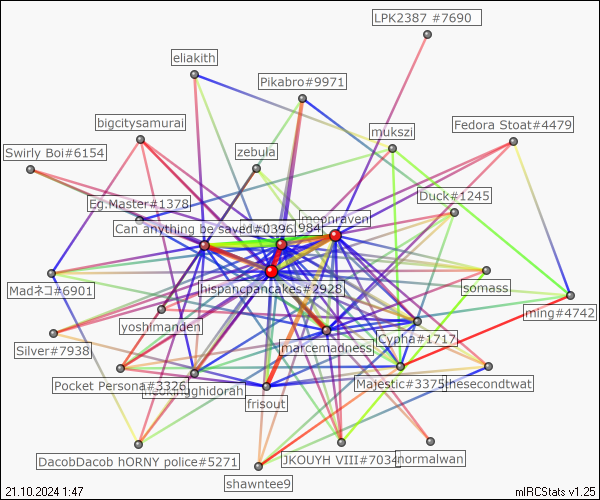 LPK2387 #7690
eliakith
Pikabro#9971
bigcitysamurai
mukszi
Fedora Stoat#4479
Swirly Boi#6154
zebula
Eg.Master#1378
Duck#1245
moonraven
Can anything be saved#0396
984
hispancpancakes#2928
somass
Madネコ#6901
ming#4742
yoshimanden
Cypha#1717
Silver#7938
marcemadness
Pocket Persona#3326
Majestic#3375
thesecondtwat
frisout
DacobDacob hORNY police#5271
JKOUYH VIII#7034
normalwan
shawntee9
21.10.2024 1:47
mIRCStats v1.25